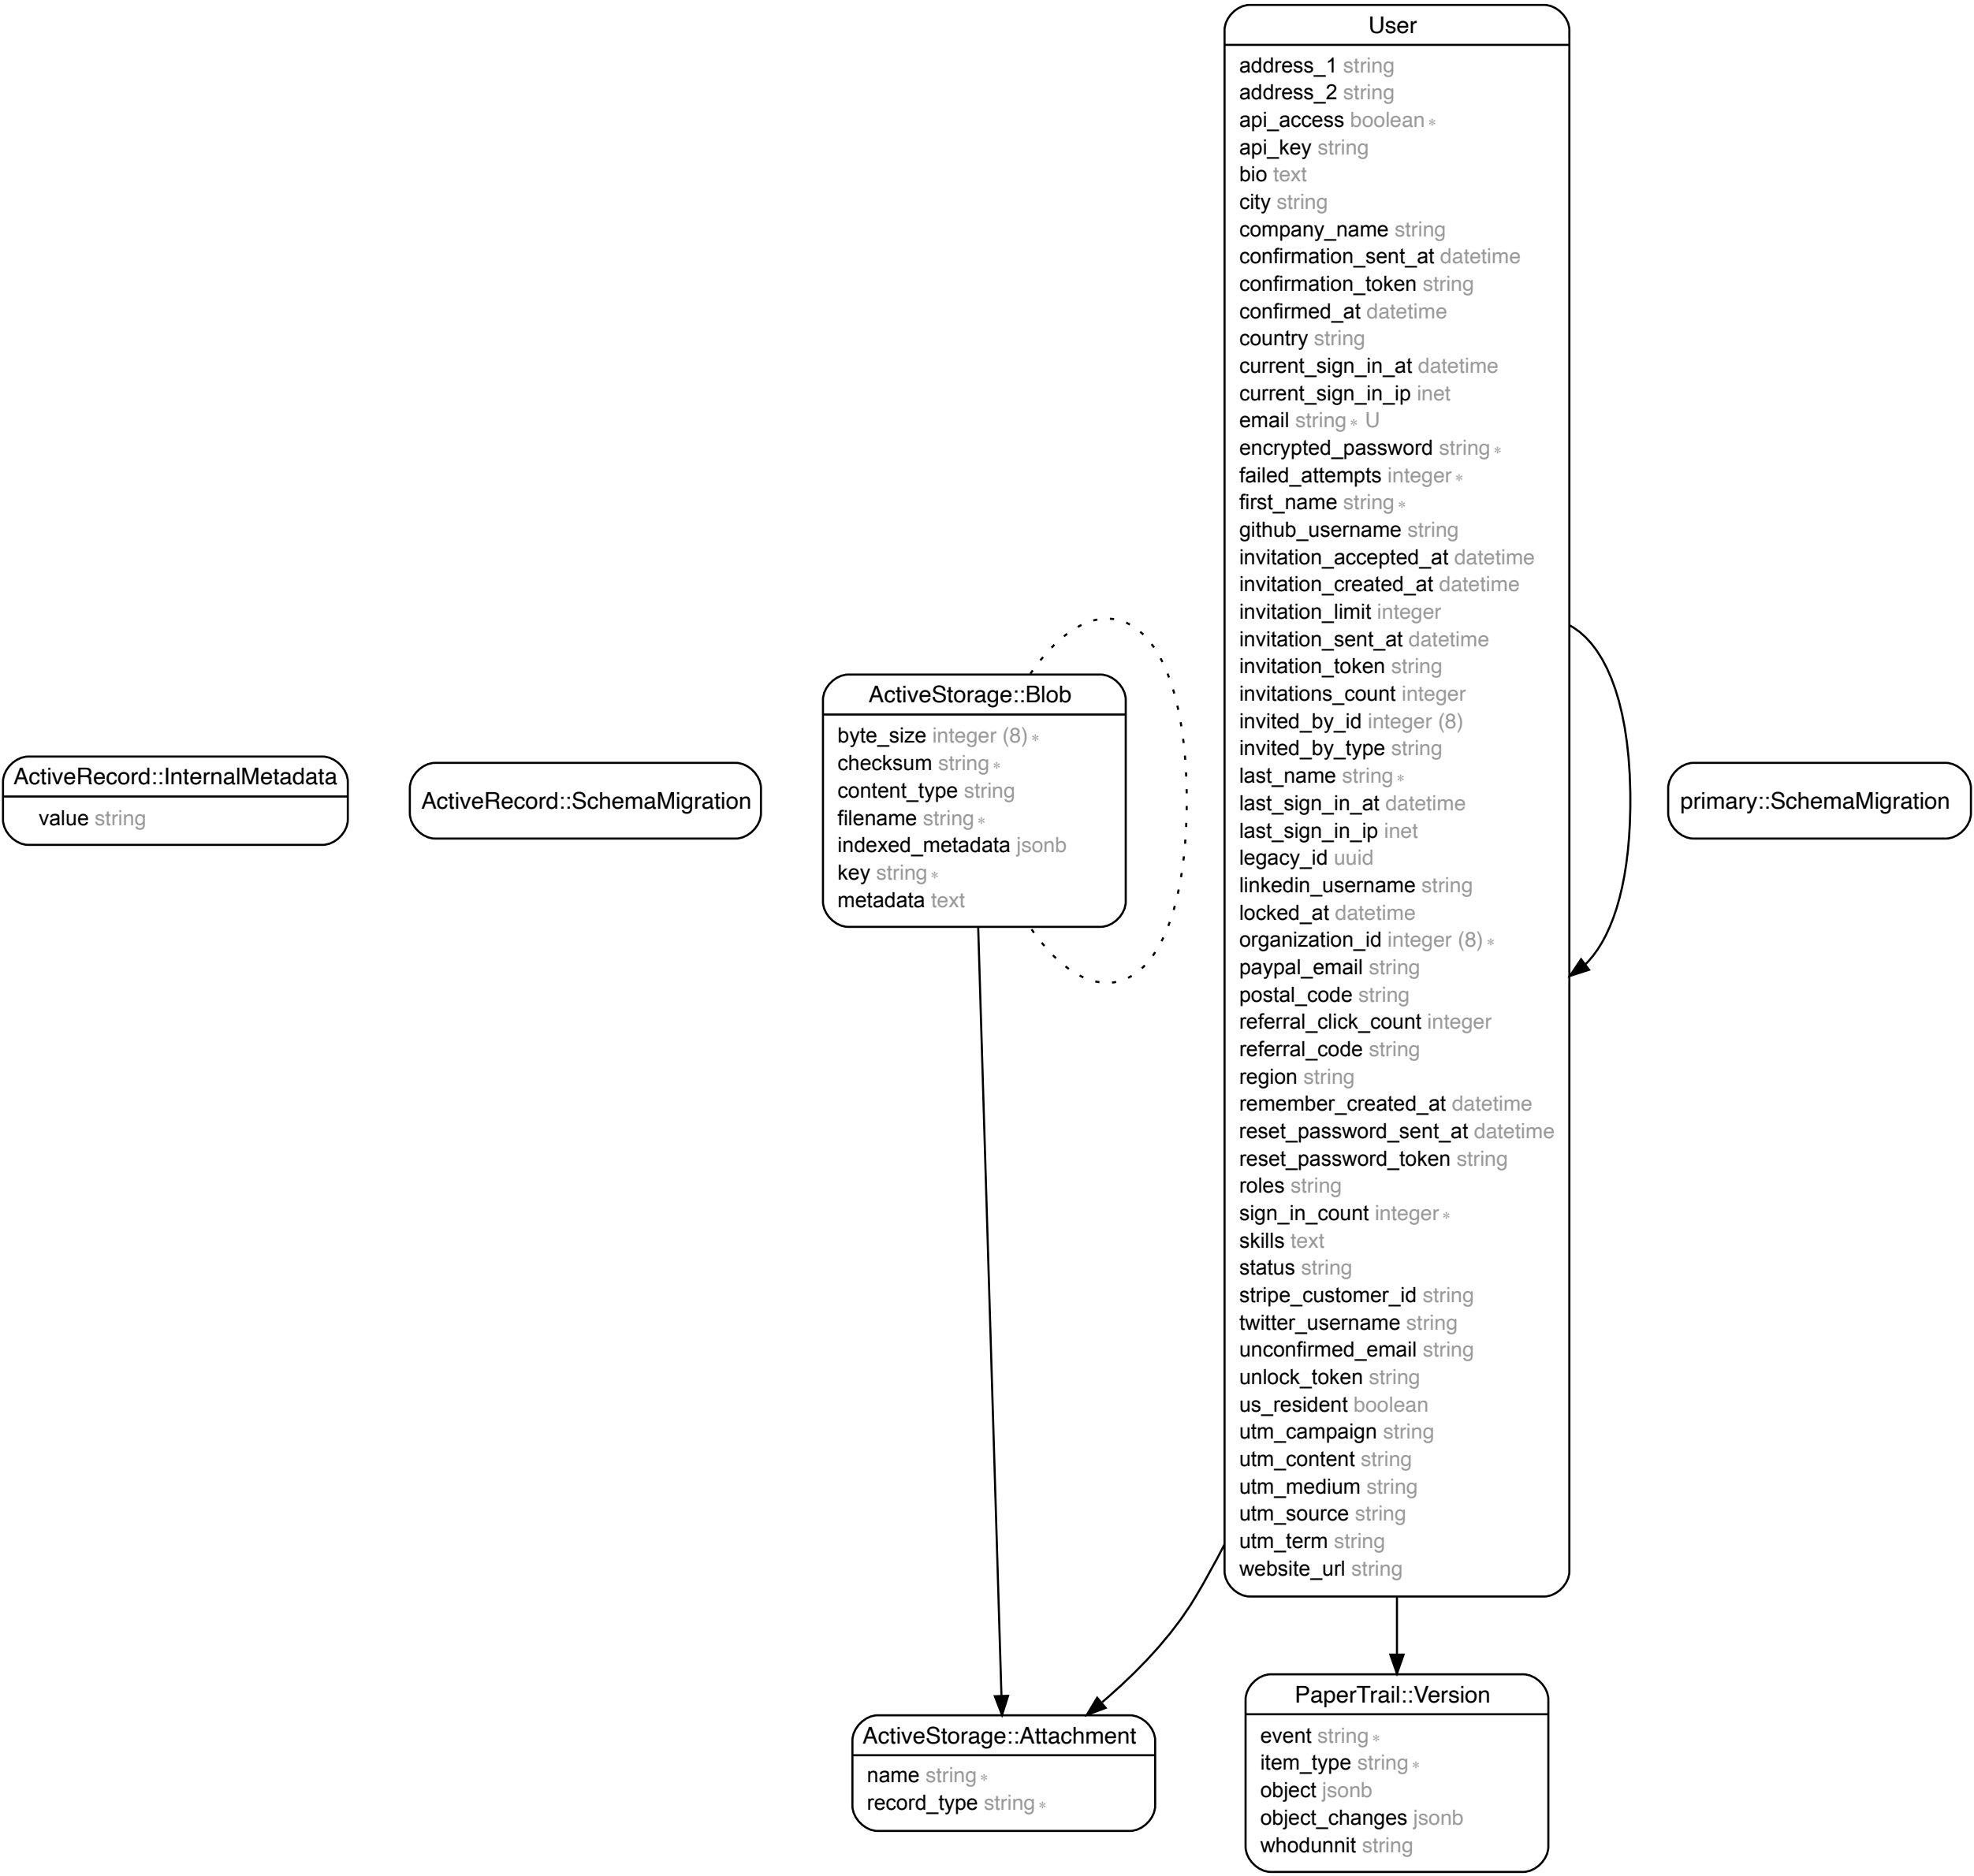 User
address_1 string
address_2 string
api_access boolean ∗
api_key string
bio text
city string
company_name string
confirmation_sent_at datetime
confirmation_token string
confirmed_at datetime
country string
current_sign_in_at datetime
current_sign_in_ip inet
email string ∗ U
encrypted_password string ∗
failed_attempts integer ∗
first_name string ∗
github_username string
invitation_accepted_at datetime
invitation_created_at datetime
invitation_limit integer
invitation_sent_at datetime
invitation_token string
invitations_count integer
invited_by_id integer (8)
invited_by_type string
last_name string ∗
last_sign_in_at datetime
last_sign_in_ip inet
legacy_id uuid
linkedin_username string
locked_at datetime
organization_id integer (8) ∗
paypal_email string
postal_code string
referral_click_count integer
referral_code string
region string
remember_created_at datetime
reset_password_sent_at datetime
reset_password_token string
roles string
sign_in_count integer ∗
skills text
status string
stripe_customer_id string
twitter_username string
unconfirmed_email string
unlock_token string
us_resident boolean
utm_campaign string
utm_content string
utm_medium string
utm_source string
utm_term string
website_url string
ActiveRecord::InternalMetadata
value string
ActiveRecord::SchemaMigration
ActiveStorage::Blob
byte_size integer (8) ∗
checksum string ∗
content_type string
filename string ∗
indexed_metadata jsonb
key string ∗
metadata text
primary::SchemaMigration
ActiveStorage::Attachment
name string ∗
record_type string ∗
PaperTrail::Version
event string ∗
item_type string ∗
object jsonb
object_changes jsonb
whodunnit string